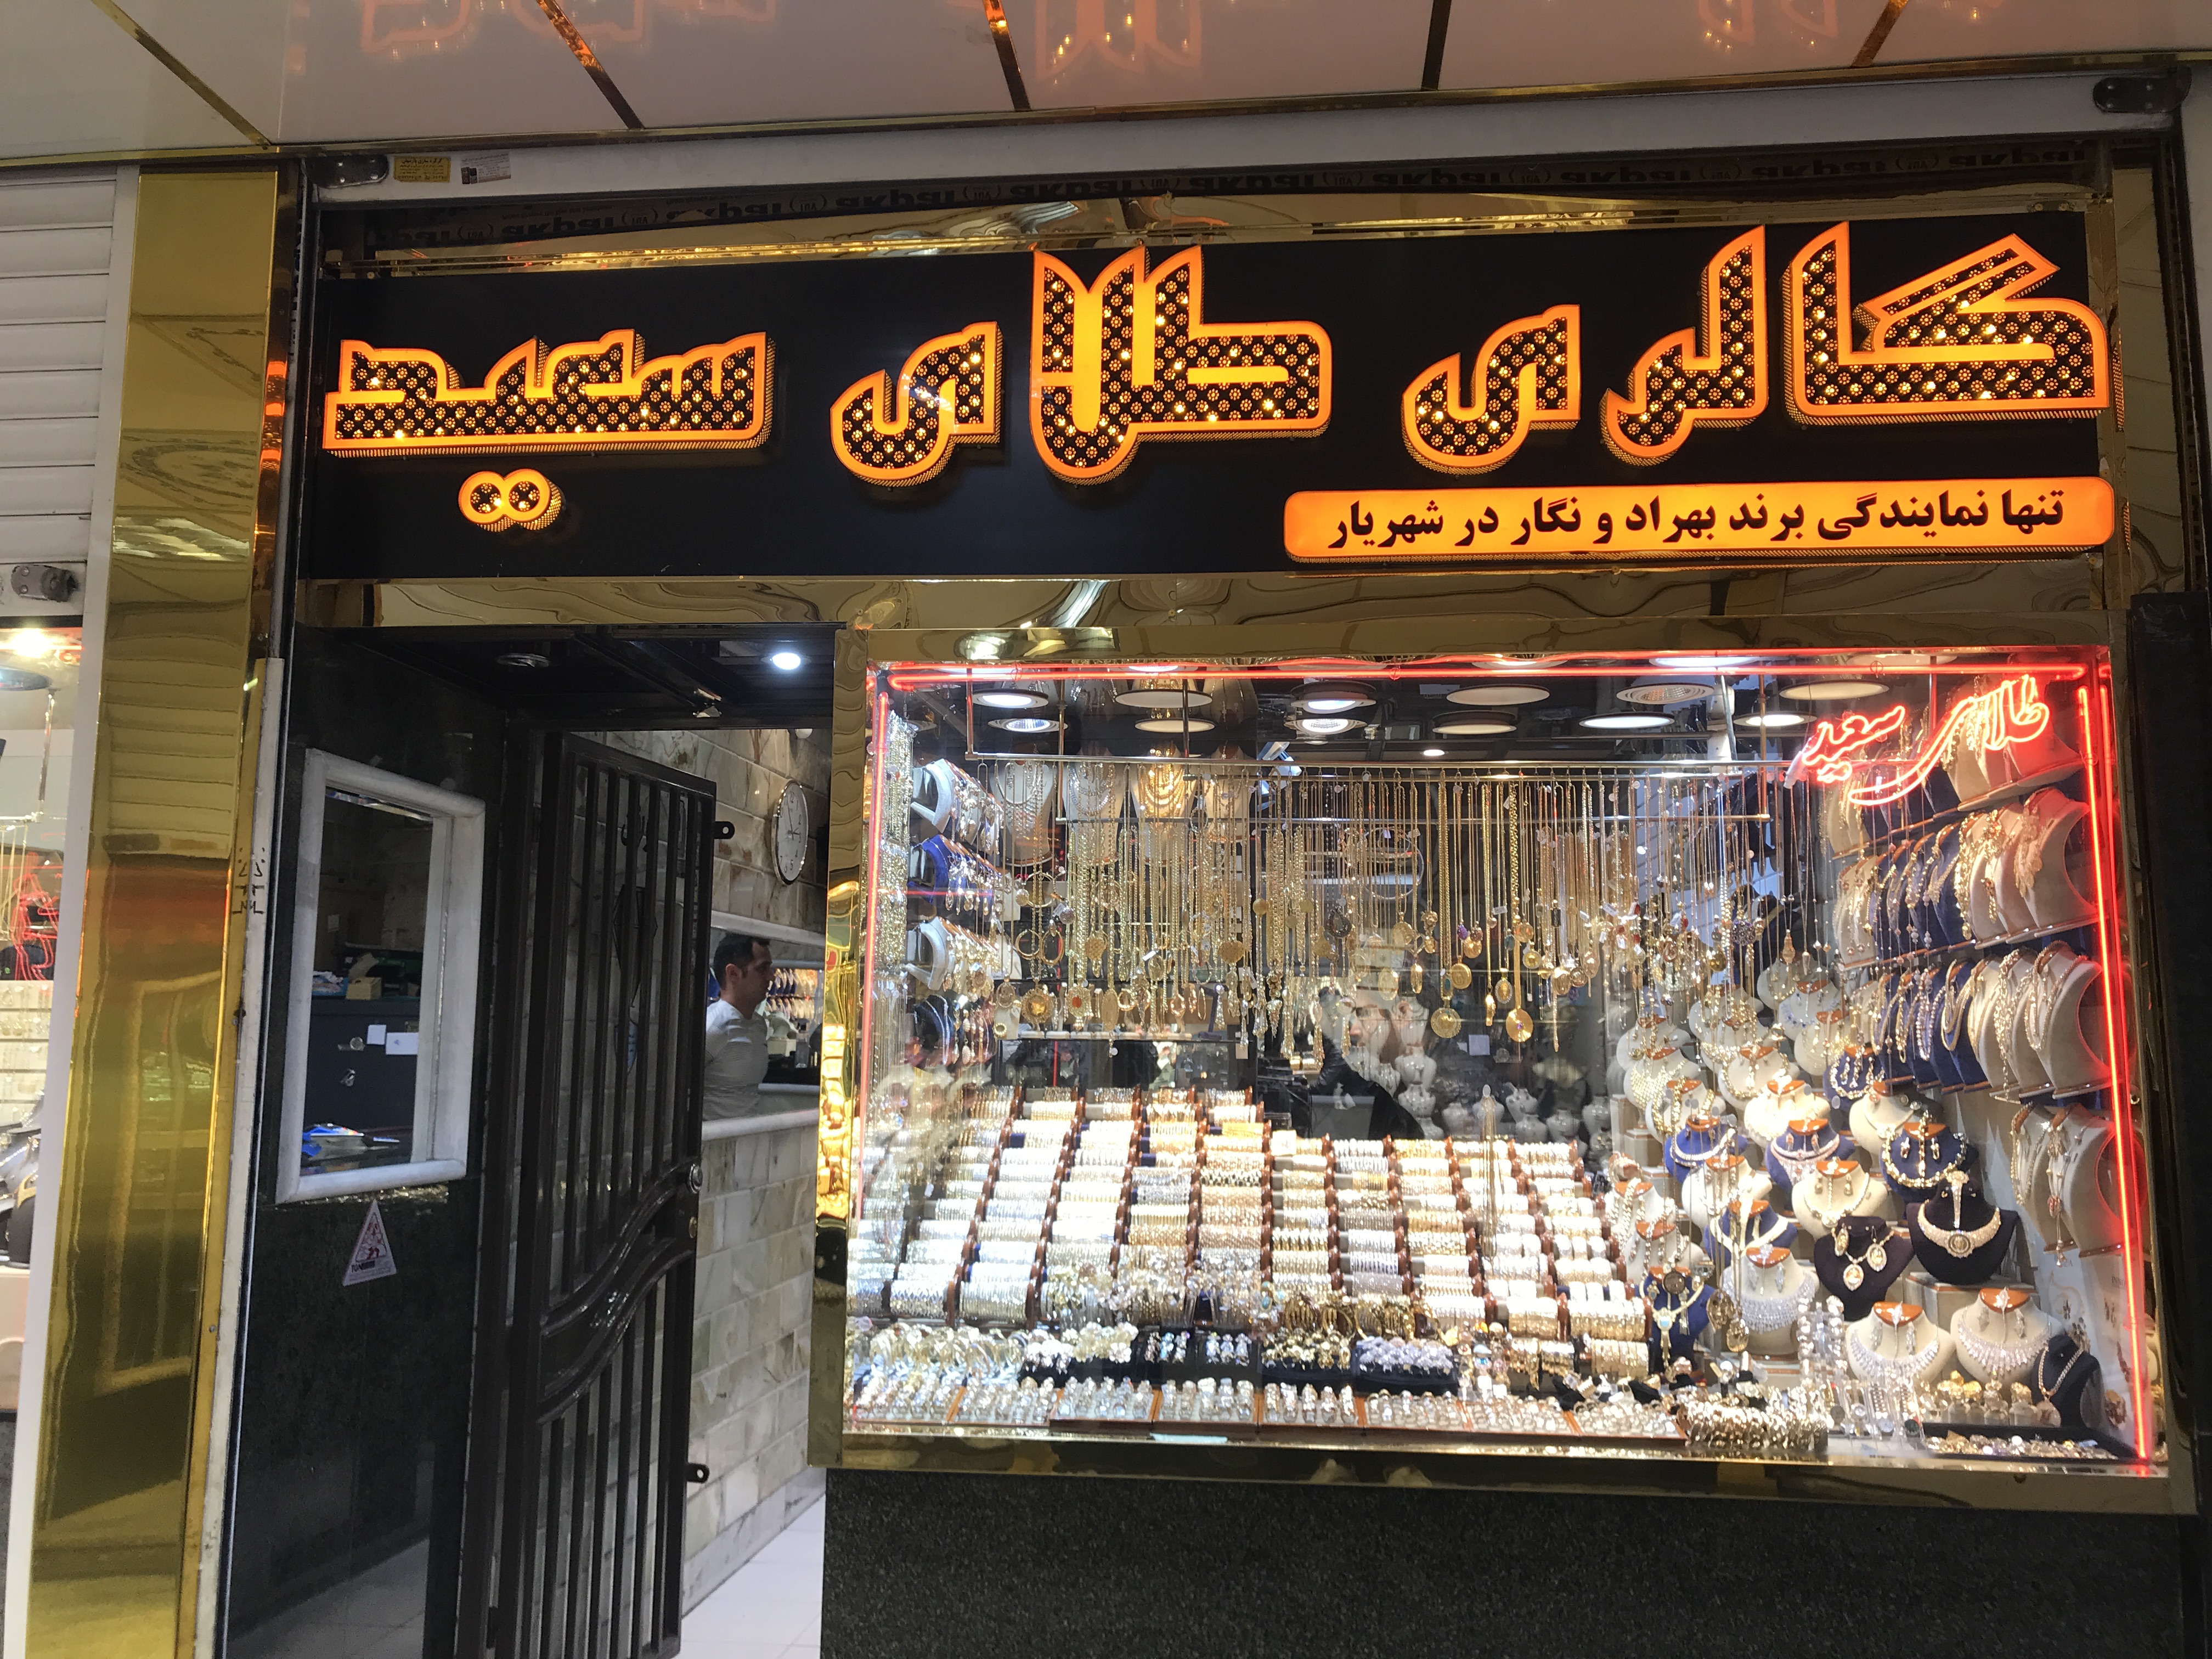 گالری طلای سعید
تنها نمایندگی برند بهراد و نگار در شهریار
طلای سعید